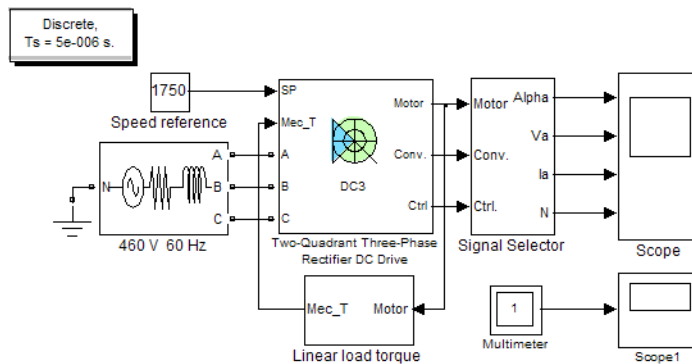 Discrete,
Ts = 5e-006 s.
1750
Speed reference
SP
Mec_T
A
B
C
Motor
Conv.
Ctrl
DC3
Two-Quadrant Three-Phase
Rectifier DC Drive
N
A
B
C
460 V 60 Hz
Motor
Conv.
Ctrl.
Alpha
Va
Ia
N
Signal Selector
Scope
Mec_T
Motor
Linear load torque
1
Multimeter
Scope1